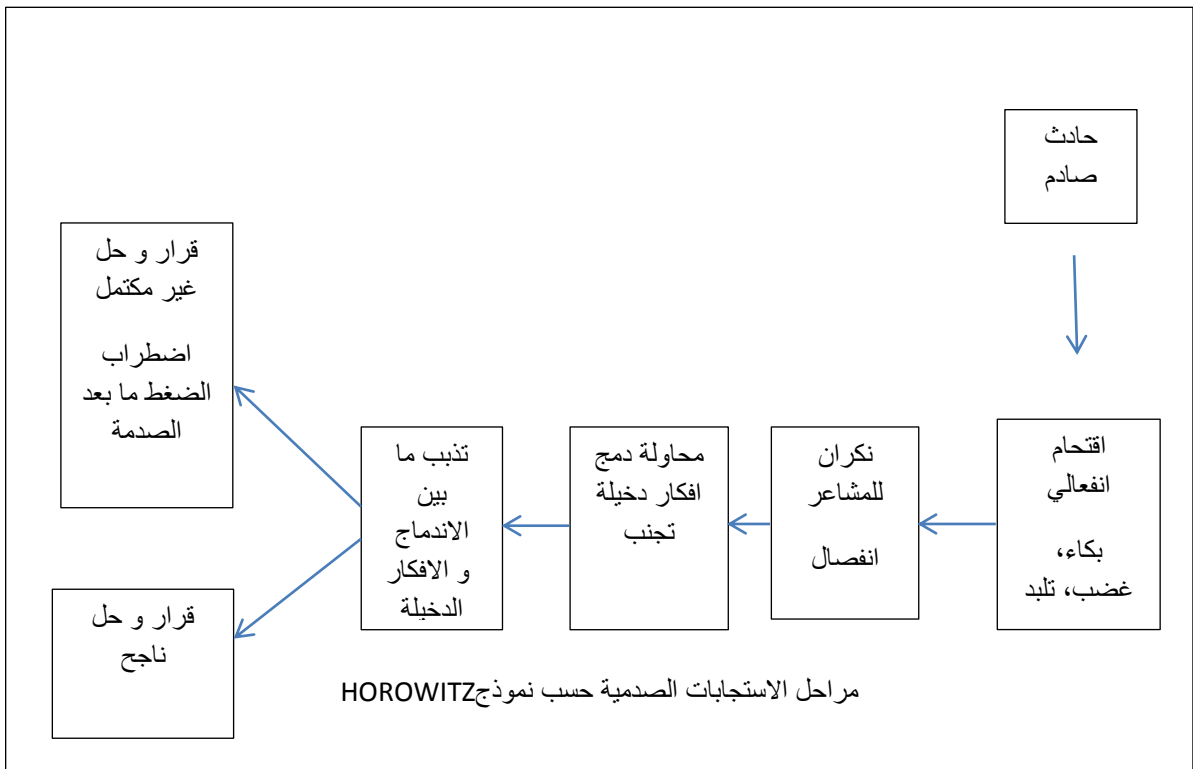 حادث
صادم
اقتحام
انفعالي
بكاء،
غضب، تلبد
نكران
للمشاعر
انفصال
محاولة دمج
افكار دخيلة
تجنب
تذبب ما
بين
الاندماج
و الافكار
الدخيلة
قرار و حل
غير مكتمل
اضطراب
الضغط ما بعد
الصدمة
قرار و حل
ناجح
مراحل الاستجابات الصدمية حسب نموذجHOROWITZ